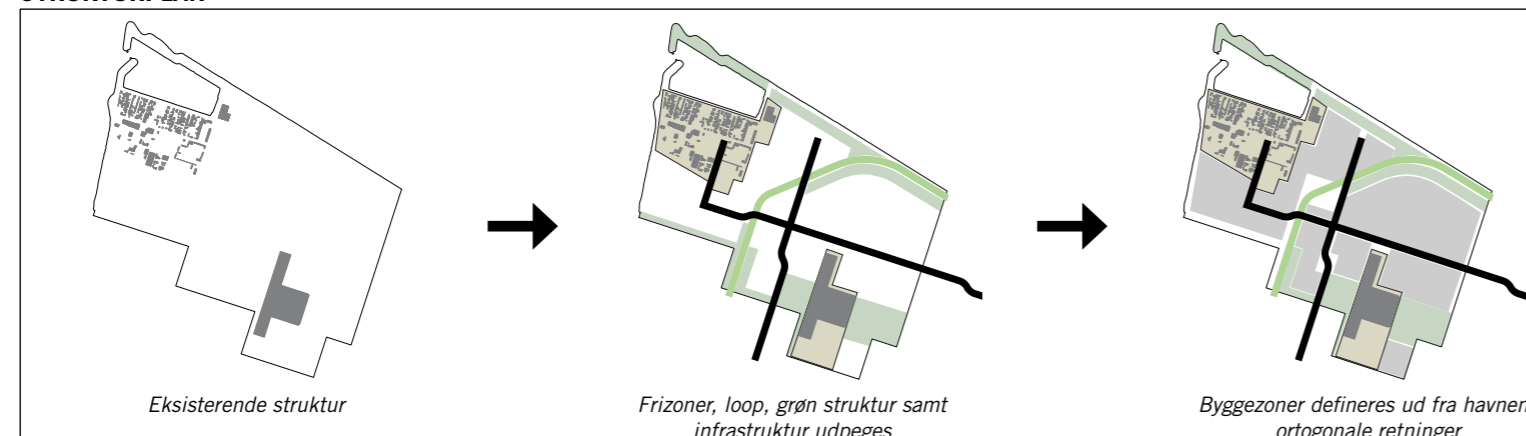 Eksisterende struktur
Frizoner, loop, grøn struktur samt
infrastruktur udpeges
Byggezoner defineres ud fra havnen
ortogonale retninger